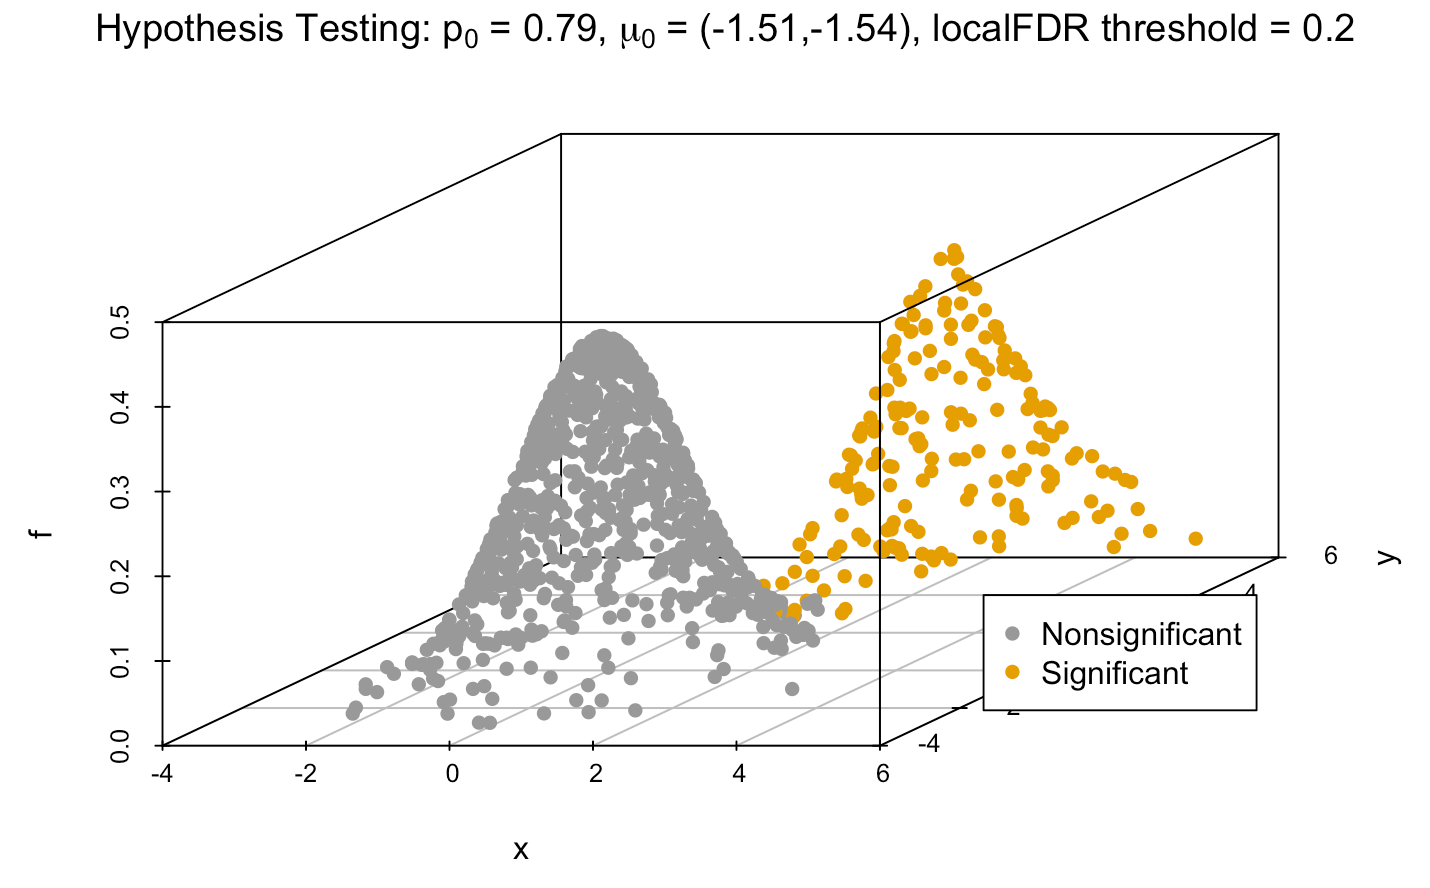 Hypothesis Testing: p0 = 0.79, μ0 = (-1.51,-1.54), localFDR threshold = 0.2
0.5
0.4
0.3
0.2
0.1
0.0
f
-4
-2
0
2
4
6
x
-4
4
6
y
Nonsignificant
Significant